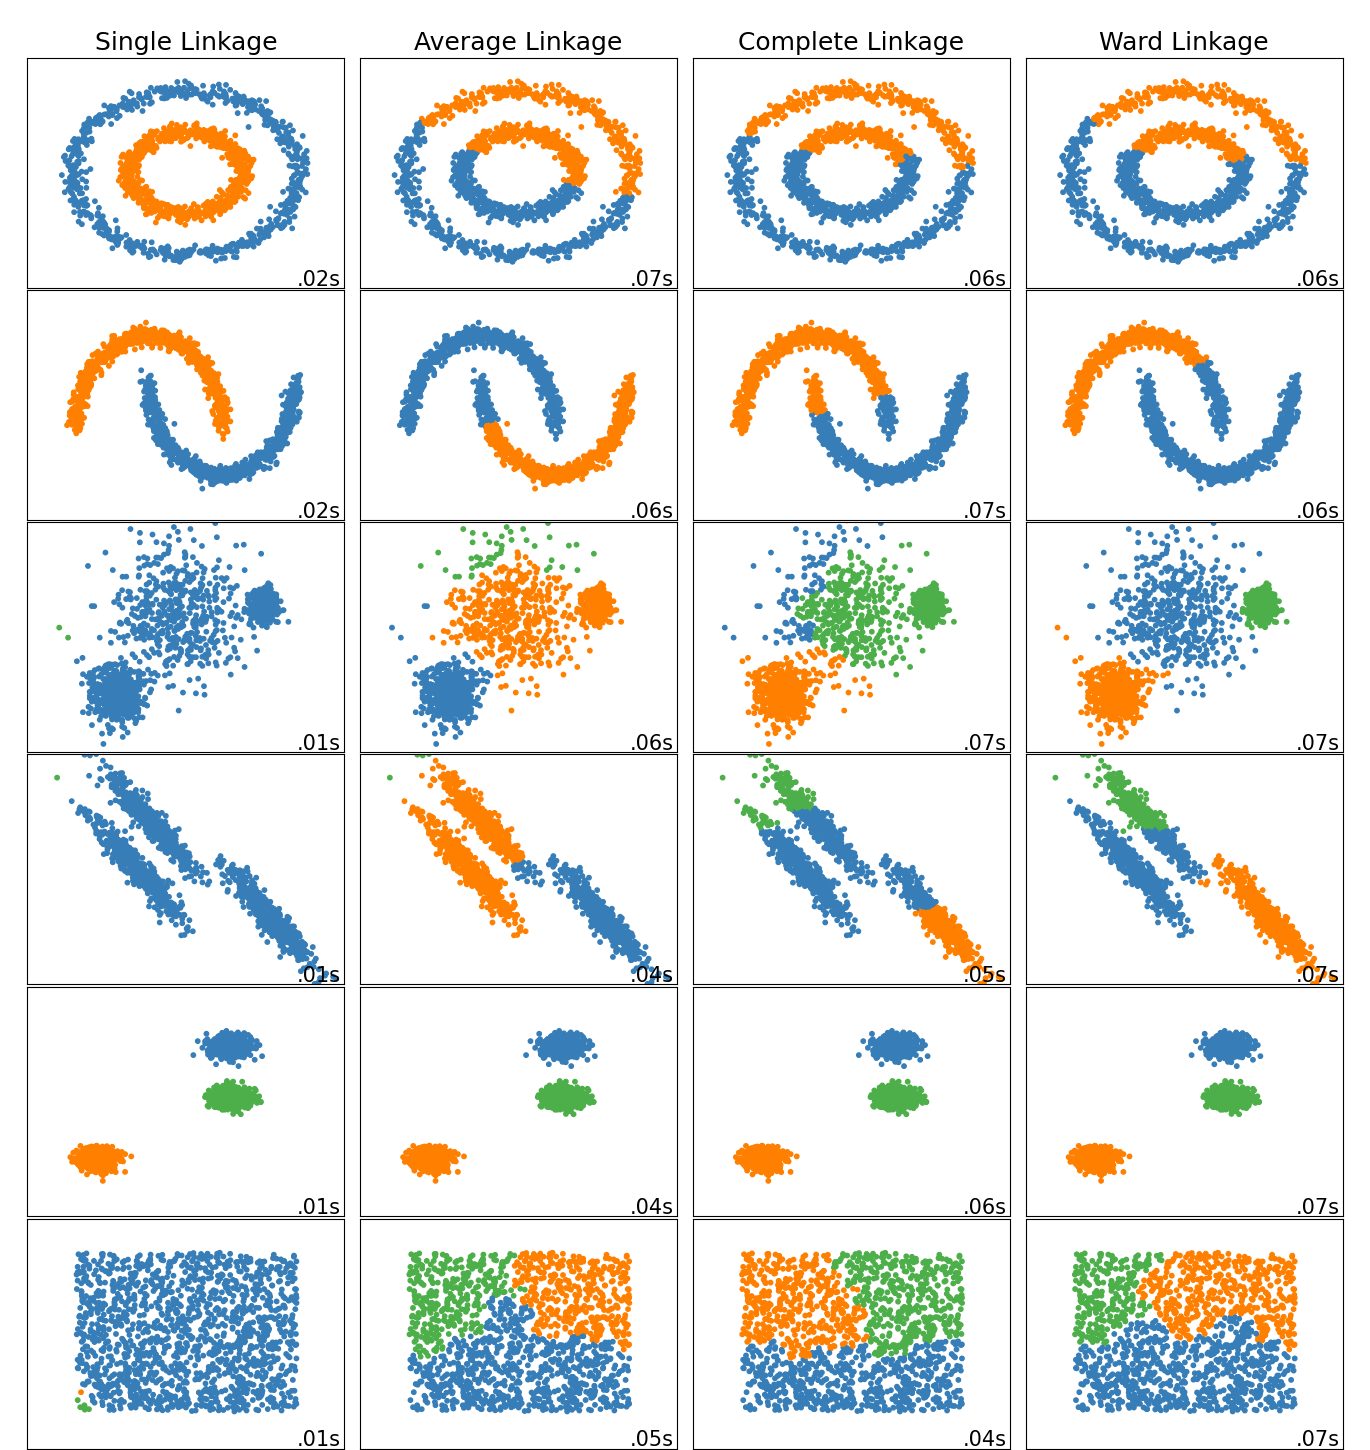 Single Linkage Average Linkage Complete Linkage Ward Linkage
.02s .07s .06s .06s
.02s .06s .07s .06s
.01s .06s .07s .07s
.01s .04s .05s .07s
.01s .04s .06s .07s
.01s .05s .04s .07s